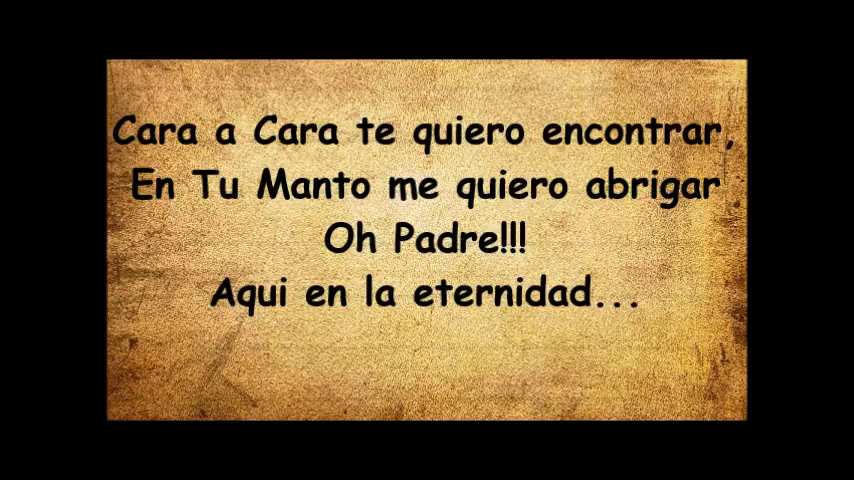 Cara a Cara te quiero encontrar,
En Tu Manto me quiero abrigar
Oh Padre!!!
Aqui en la eternidad...